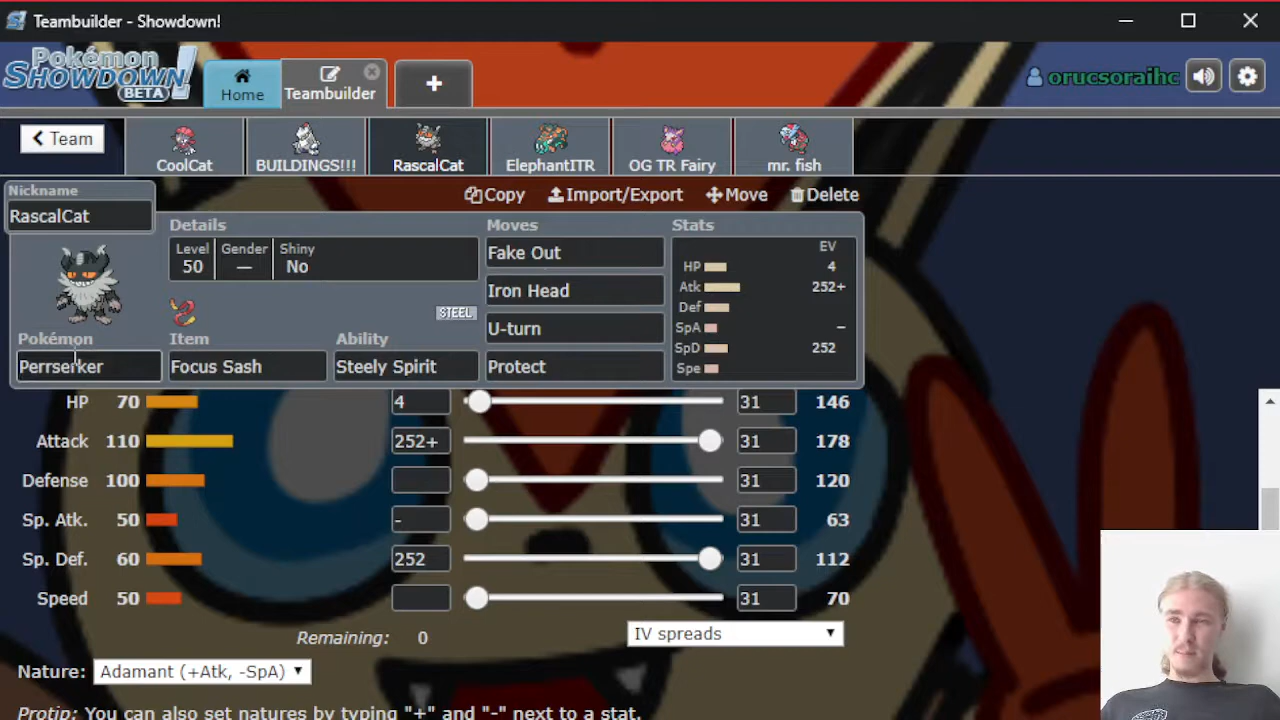 Teambuilder - Showdown!
Pokémon
SHOWDOWN!
BETA
Home
Teambuilder
+
orucsoraihc
< Team
CoolCat
BUILDINGS!!!
RascalCat
ElephantITR
OG TR Fairy
mr. fish
Copy Import/Export Move Delete
Nickname
RascalCat
Details
Level
50
Gender
—
Shiny
No
STEEL
Pokémon
Perrserker
Item
Focus Sash
Ability
Steely Spirit
Moves
Fake Out
Iron Head
U-turn
Protect
Stats
EV
HP 4
Atk 252+
Def
SpA –
SpD 252
Spe
HP 70 4 31 146
Attack 110 252+ 31 178
Defense 100 31 120
Sp. Atk. 50 - 31 63
Sp. Def. 60 252 31 112
Speed 50 31 70
Remaining: 0
IV spreads
Nature: Adamant (+Atk, -SpA)
Protip: You can also set natures by typing "+" and "-" next to a stat.